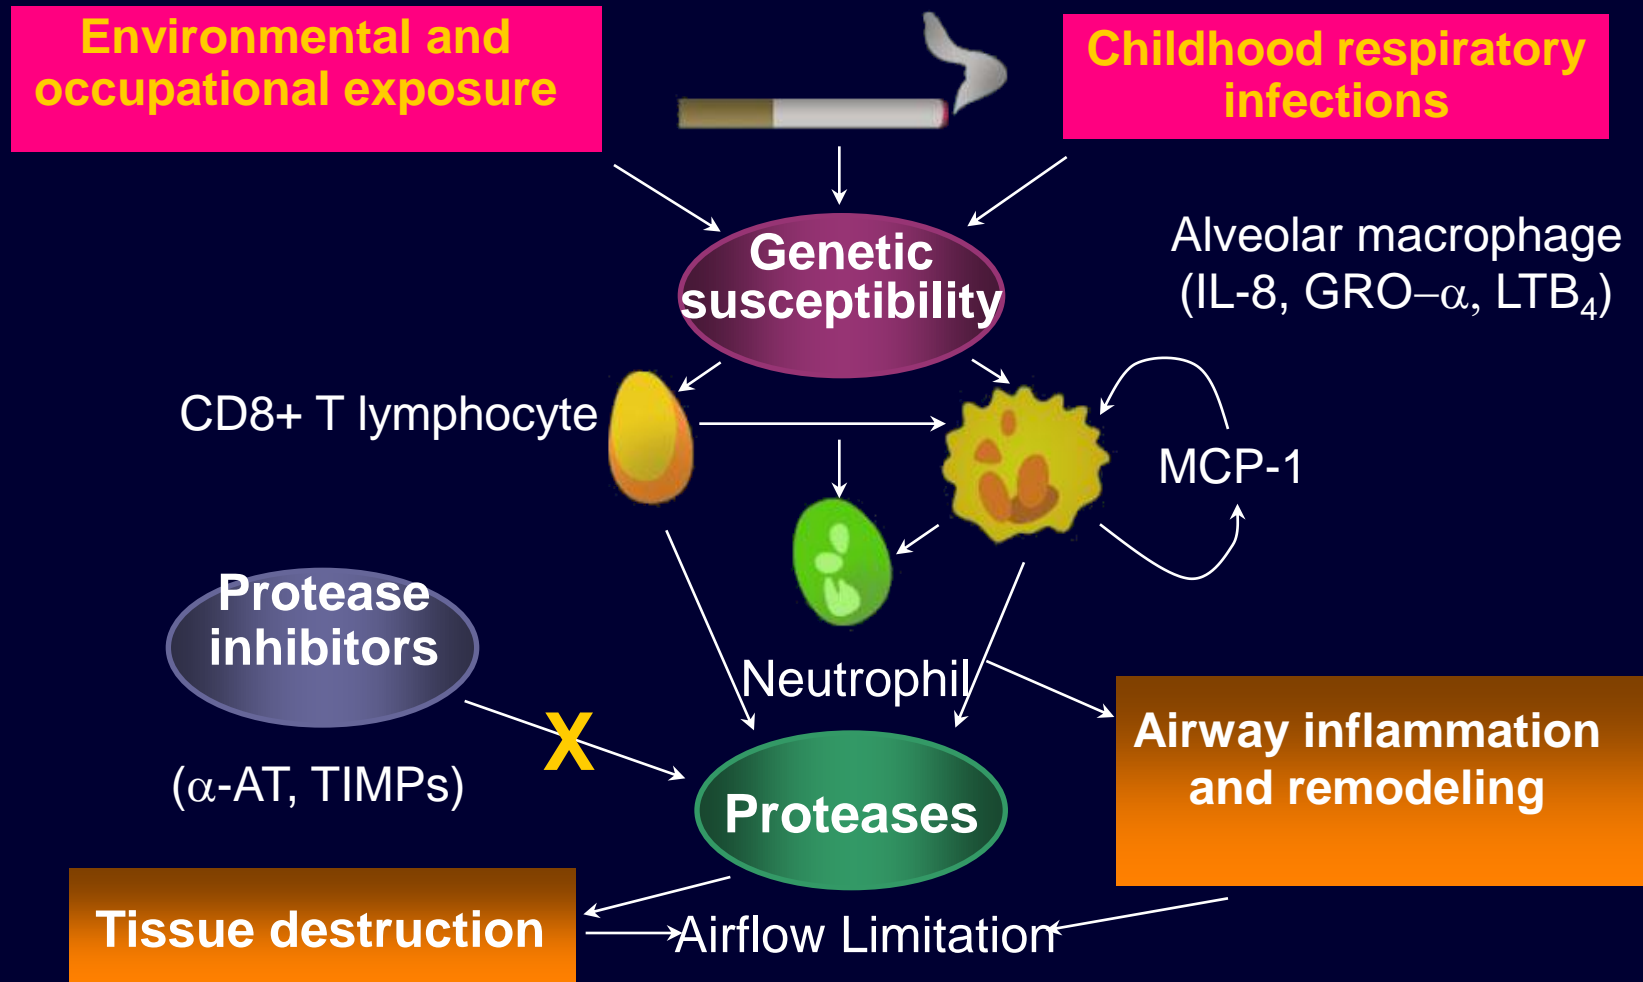 Environmental and
occupational exposure
Childhood respiratory
infections
Genetic
susceptibility
Alveolar macrophage
(IL-8, GRO–α, LTB₄)
CD8+ T lymphocyte
MCP-1
Protease
inhibitors
(α-AT, TIMPs)
X
Neutrophil
Airway inflammation
and remodeling
Proteases
Tissue destruction
Airflow Limitation